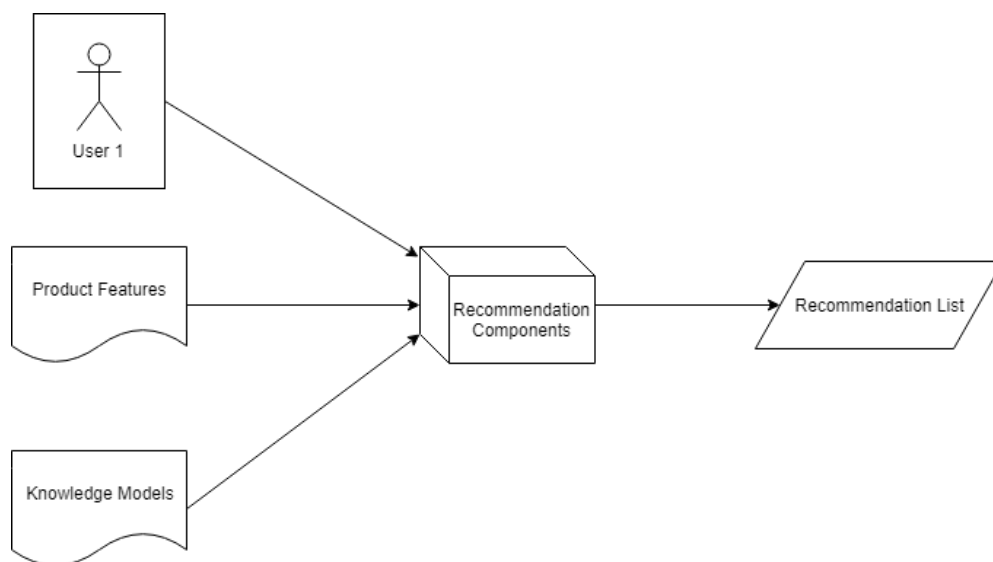 User 1
Product Features
Recommendation
Components
Recommendation List
Knowledge Models